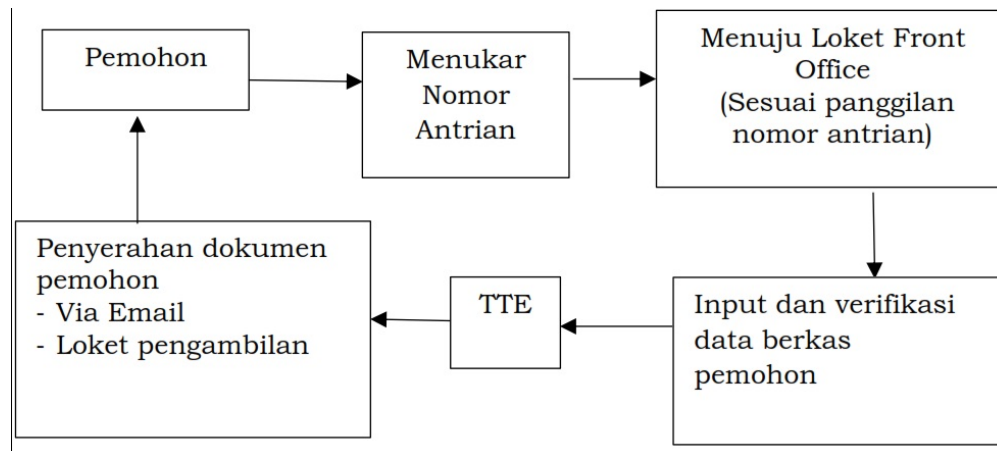 Pemohon
Menukar
Nomor
Antrian
Menuju Loket Front
Office
(Sesuai panggilan
nomor antrian)
Input dan verifikasi
data berkas
pemohon
TTE
Penyerahan dokumen
pemohon
- Via Email
- Loket pengambilan